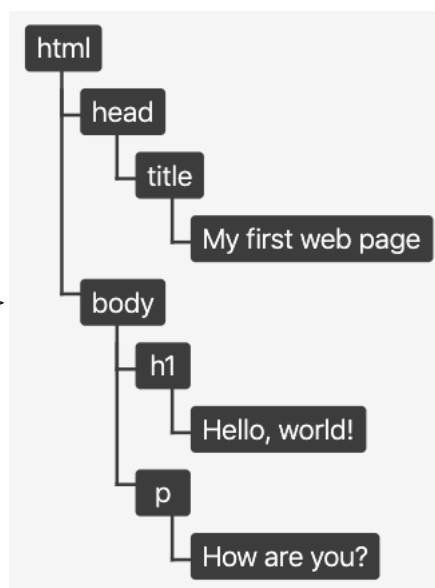 html
head
title
My first web page
body
h1
Hello, world!
p
How are you?